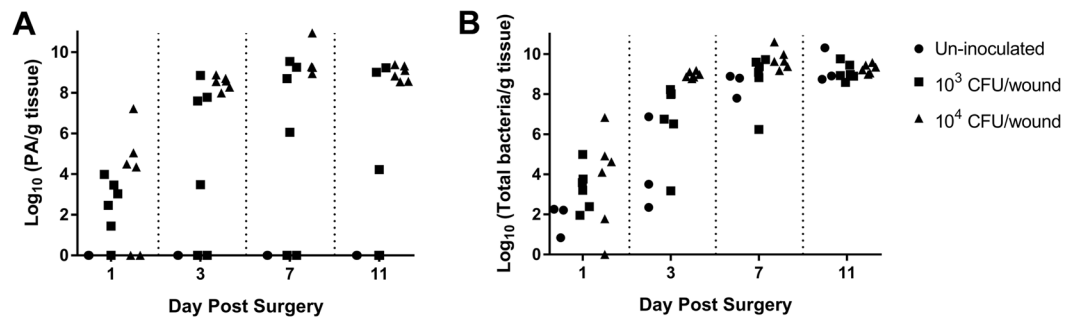 A
Log10 (PA/g tissue)
10
8
6
4
2
0
1 3 7 11
Day Post Surgery
B
Log10 (Total bacteria/g tissue)
10
8
6
4
2
0
1 3 7 11
Day Post Surgery
Un-inoculated
10³ CFU/wound
10⁴ CFU/wound